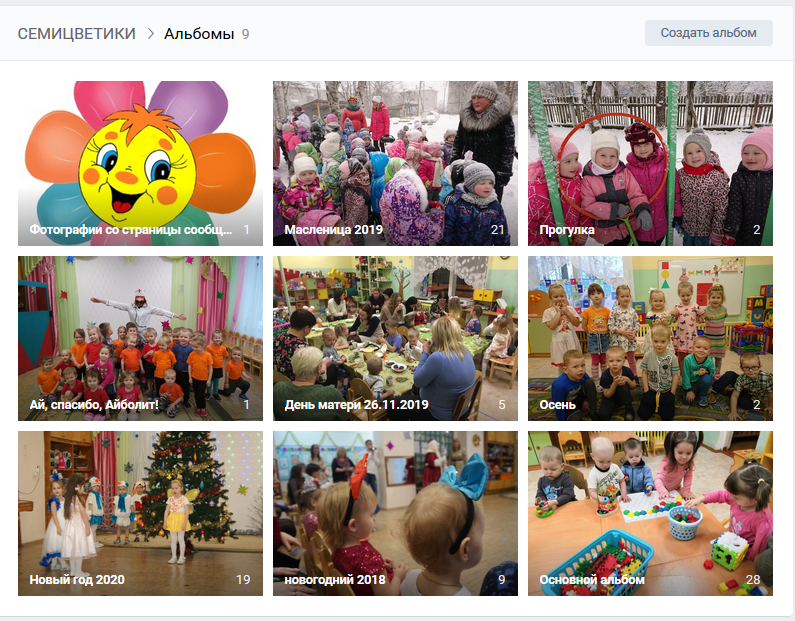 СЕМИЦВЕТИКИ > Альбомы 9
Создать альбом
Фотографии со страницы сообщ... 1
Масленица 2019 21
Прогулка 2
Ай, спасибо, Айболит! 1
День матери 26.11.2019 5
Осень 2
Новый год 2020 19
новогодний 2018 9
Основной альбом 28